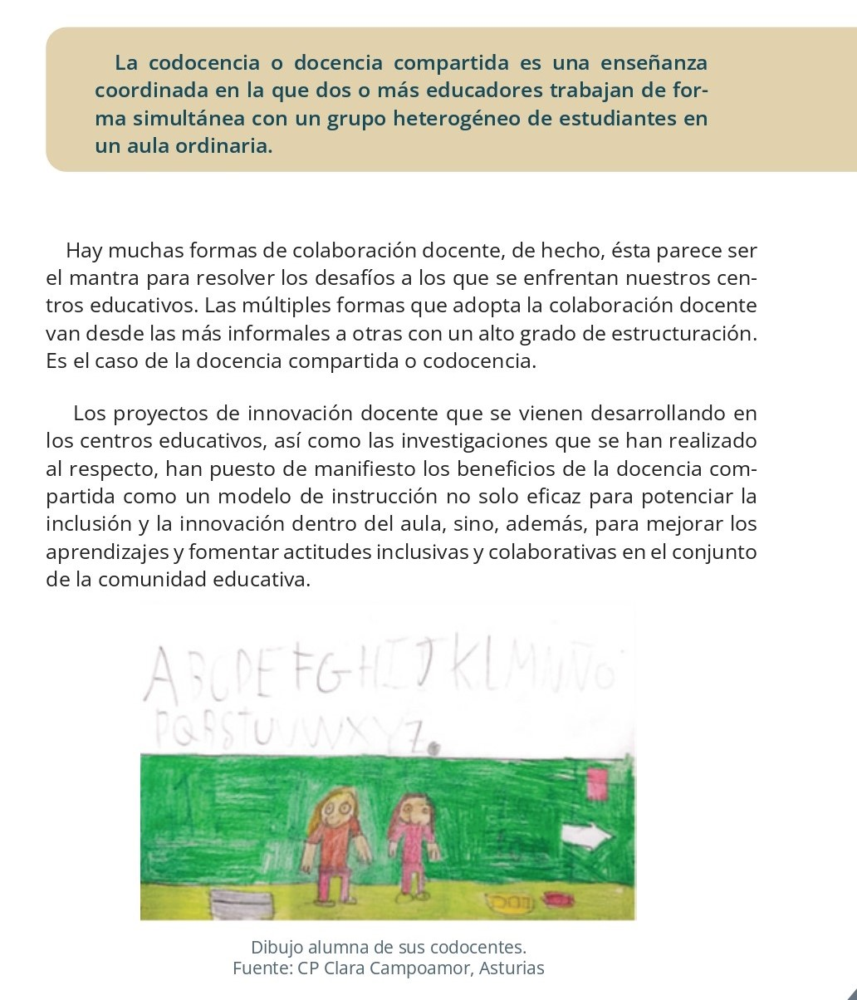 La codocencia o docencia compartida es una enseñanza
coordinada en la que dos o más educadores trabajan de for-
ma simultánea con un grupo heterogéneo de estudiantes en
un aula ordinaria.
Hay muchas formas de colaboración docente, de hecho, ésta parece ser
el mantra para resolver los desafíos a los que se enfrentan nuestros cen-
tros educativos. Las múltiples formas que adopta la colaboración docente
van desde las más informales a otras con un alto grado de estructuración.
Es el caso de la docencia compartida o codocencia.
Los proyectos de innovación docente que se vienen desarrollando en
los centros educativos, así como las investigaciones que se han realizado
al respecto, han puesto de manifiesto los beneficios de la docencia com-
partida como un modelo de instrucción no solo eficaz para potenciar la
inclusión y la innovación dentro del aula, sino, además, para mejorar los
aprendizajes y fomentar actitudes inclusivas y colaborativas en el conjunto
de la comunidad educativa.
ABCDEFGHIJKLMNÑO
PQRSTUVWXYZ.
Dibujo alumna de sus codocentes.
Fuente: CP Clara Campoamor, Asturias